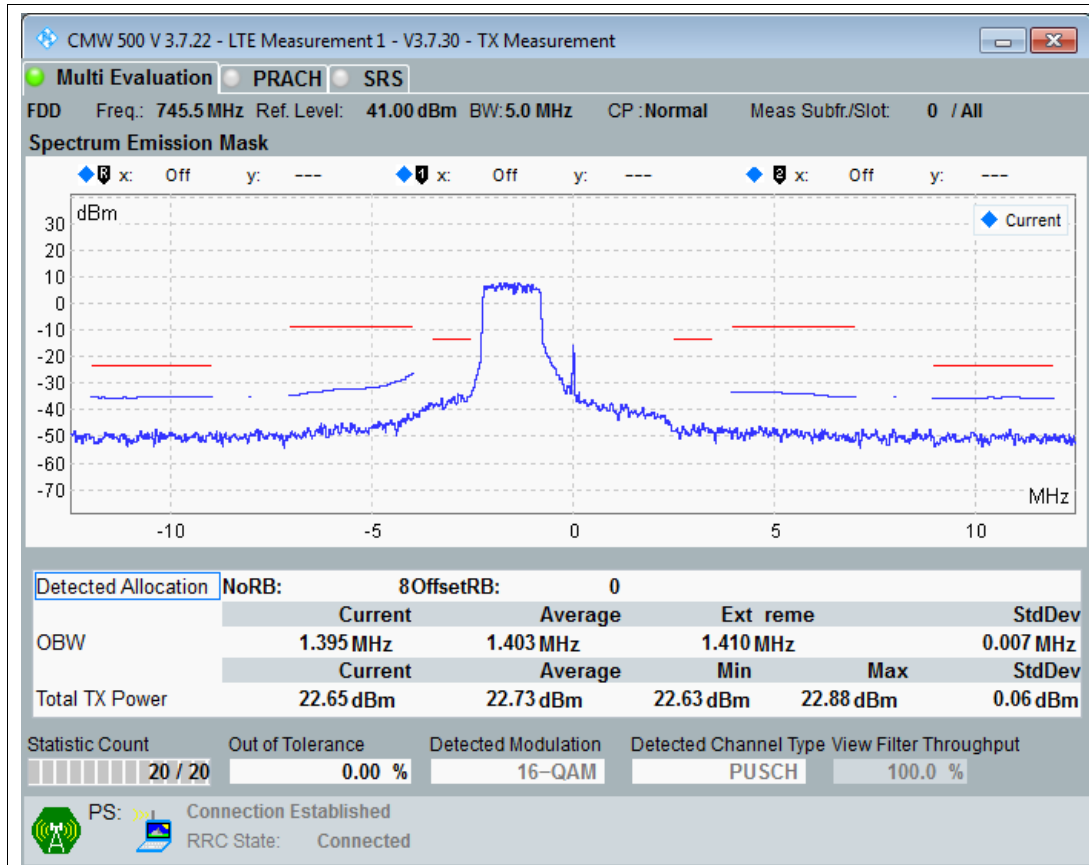 CMW 500 V 3.7.22 - LTE Measurement 1 - V3.7.30 - TX Measurement
Multi Evaluation PRACH SRS
FDD Freq.: 745.5 MHz Ref. Level: 41.00 dBm BW: 5.0 MHz CP : Normal Meas Subfr./Slot: 0 / All
Spectrum Emission Mask
R x: Off y: --- 1 x: Off y: --- 2 x: Off y: ---
dBm
Current
30
20
10
0
-10
-20
-30
-40
-50
-60
-70
MHz
-10 -5 0 5 10
Detected Allocation NoRB: 8 OffsetRB: 0
Current Average Ext reme StdDev
OBW 1.395 MHz 1.403 MHz 1.410 MHz 0.007 MHz
Current Average Min Max StdDev
Total TX Power 22.65 dBm 22.73 dBm 22.63 dBm 22.88 dBm 0.06 dBm
Statistic Count Out of Tolerance Detected Modulation Detected Channel Type View Filter Throughput
20 / 20 0.00 % 16-QAM PUSCH 100.0 %
PS: Connection Established
RRC State: Connected